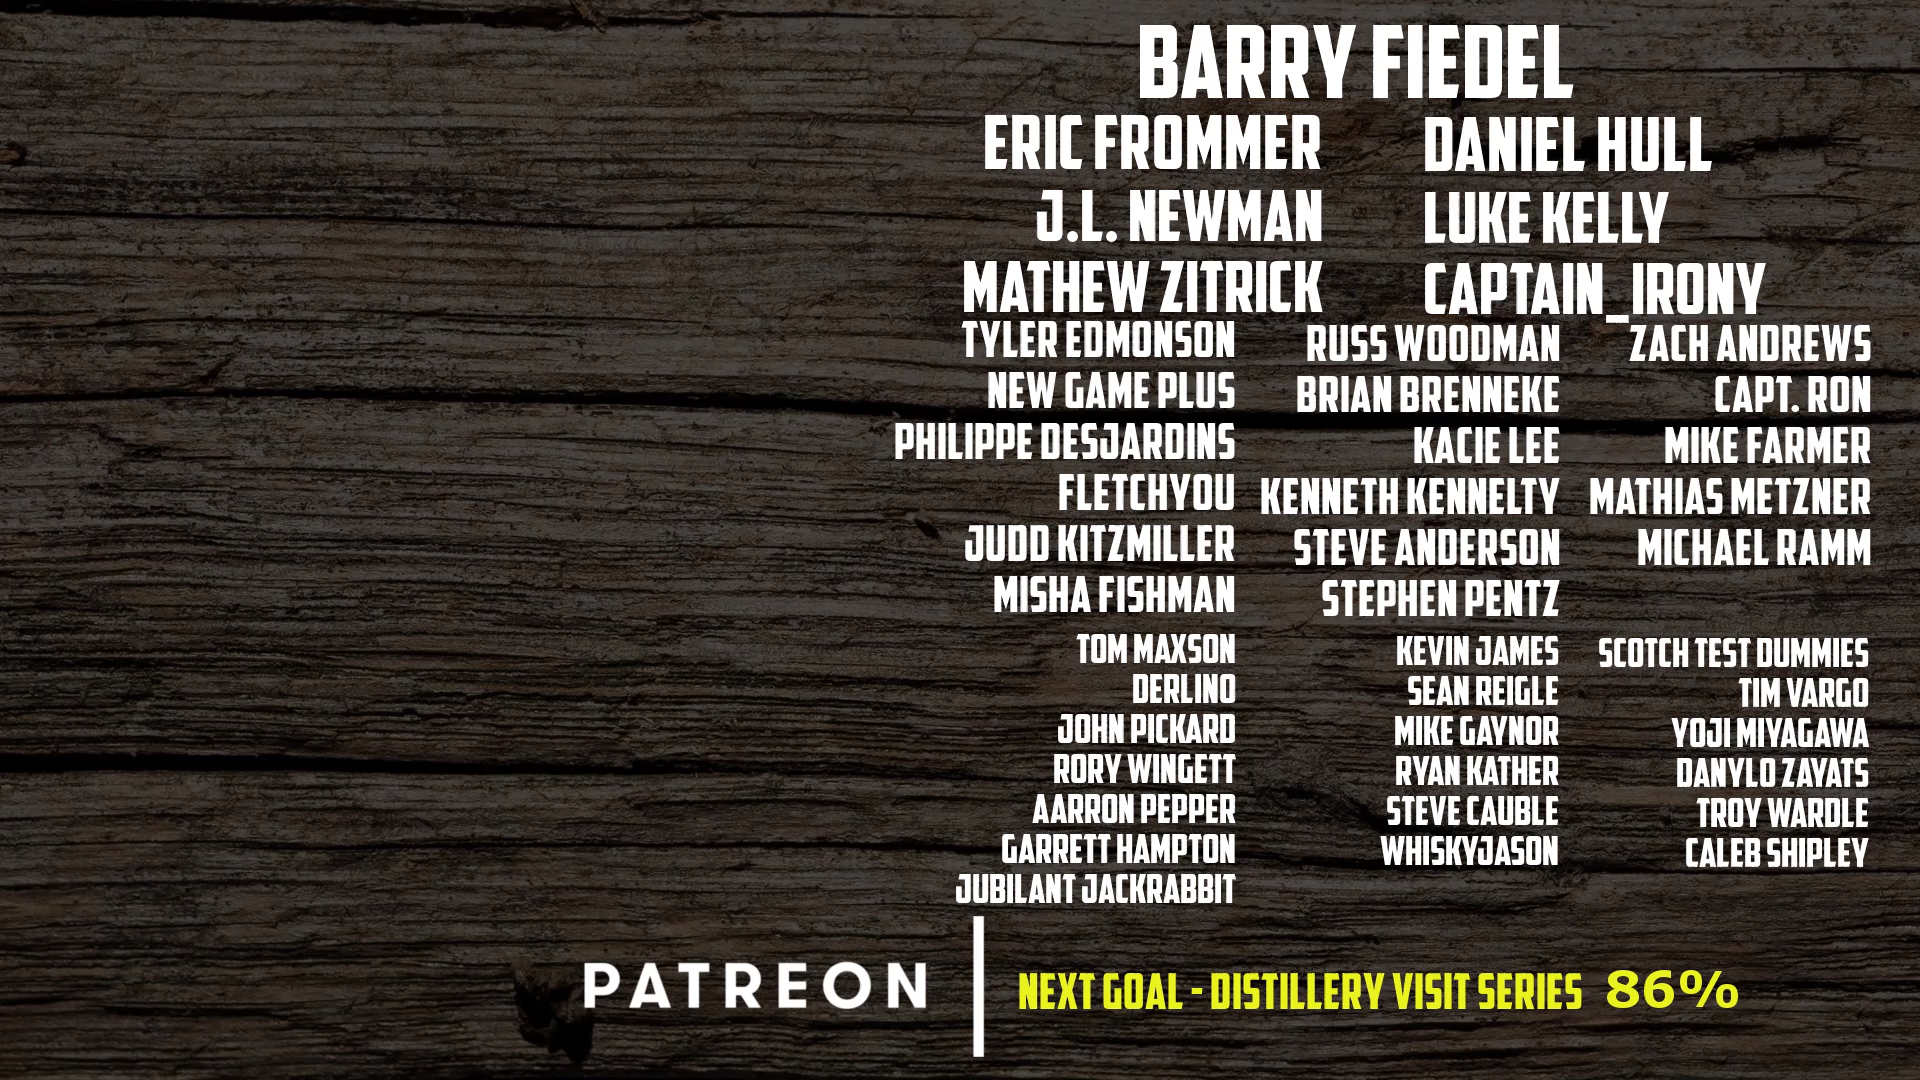 BARRY FIEDEL
ERIC FROMMER DANIEL HULL
J.L. NEWMAN LUKE KELLY
MATHEW ZITRICK CAPTAIN_IRONY
TYLER EDMONSON RUSS WOODMAN ZACH ANDREWS
NEW GAME PLUS BRIAN BRENNEKE CAPT. RON
PHILIPPE DESJARDINS KACIE LEE MIKE FARMER
FLETCHYOU KENNETH KENNELTY MATHIAS METZNER
JUDD KITZMILLER STEVE ANDERSON MICHAEL RAMM
MISHA FISHMAN STEPHEN PENTZ
TOM MAXSON KEVIN JAMES SCOTCH TEST DUMMIES
DERLINO SEAN REIGLE TIM VARGO
JOHN PICKARD MIKE GAYNOR YOJI MIYAGAWA
RORY WINGETT RYAN KATHER DANYLO ZAYATS
AARRON PEPPER STEVE CAUBLE TROY WARDLE
GARRETT HAMPTON WHISKYJASON CALEB SHIPLEY
JUBILANT JACKRABBIT
PATREON NEXT GOAL - DISTILLERY VISIT SERIES 86%